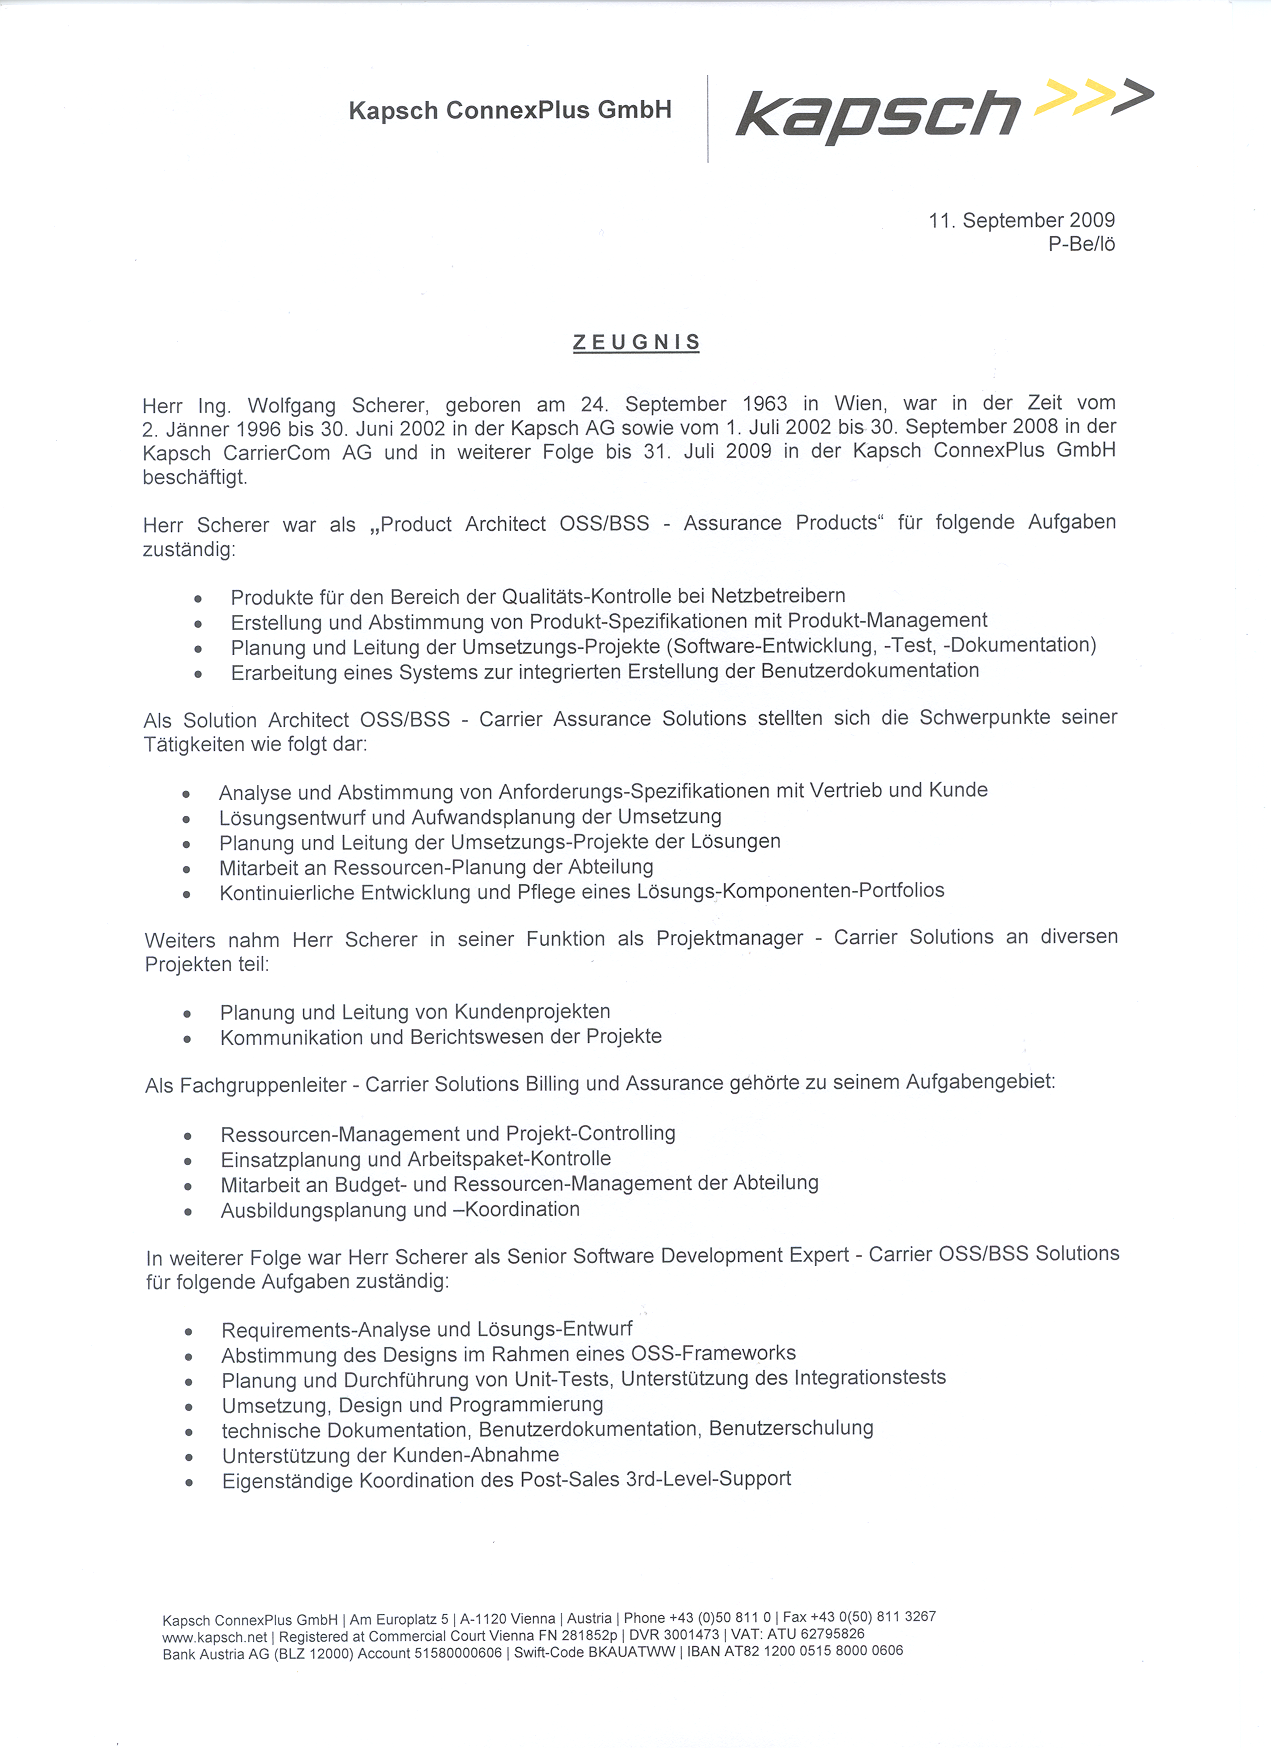 Kapsch ConnexPlus GmbH
kapsch >>>
11. September 2009
P-Be/lö
ZEUGNIS
Herr Ing. Wolfgang Scherer, geboren am 24. September 1963 in Wien, war in der Zeit vom
2. Jänner 1996 bis 30. Juni 2002 in der Kapsch AG sowie vom 1. Juli 2002 bis 30. September 2008 in der
Kapsch CarrierCom AG und in weiterer Folge bis 31. Juli 2009 in der Kapsch ConnexPlus GmbH
beschäftigt.
Herr Scherer war als „Product Architect OSS/BSS - Assurance Products“ für folgende Aufgaben
zuständig:
• Produkte für den Bereich der Qualitäts-Kontrolle bei Netzbetreibern
• Erstellung und Abstimmung von Produkt-Spezifikationen mit Produkt-Management
• Planung und Leitung der Umsetzungs-Projekte (Software-Entwicklung, -Test, -Dokumentation)
• Erarbeitung eines Systems zur integrierten Erstellung der Benutzerdokumentation
Als Solution Architect OSS/BSS - Carrier Assurance Solutions stellten sich die Schwerpunkte seiner
Tätigkeiten wie folgt dar:
• Analyse und Abstimmung von Anforderungs-Spezifikationen mit Vertrieb und Kunde
• Lösungsentwurf und Aufwandsplanung der Umsetzung
• Planung und Leitung der Umsetzungs-Projekte der Lösungen
• Mitarbeit an Ressourcen-Planung der Abteilung
• Kontinuierliche Entwicklung und Pflege eines Lösungs-Komponenten-Portfolios
Weiters nahm Herr Scherer in seiner Funktion als Projektmanager - Carrier Solutions an diversen
Projekten teil:
• Planung und Leitung von Kundenprojekten
• Kommunikation und Berichtswesen der Projekte
Als Fachgruppenleiter - Carrier Solutions Billing und Assurance gehörte zu seinem Aufgabengebiet:
• Ressourcen-Management und Projekt-Controlling
• Einsatzplanung und Arbeitspaket-Kontrolle
• Mitarbeit an Budget- und Ressourcen-Management der Abteilung
• Ausbildungsplanung und –Koordination
In weiterer Folge war Herr Scherer als Senior Software Development Expert - Carrier OSS/BSS Solutions
für folgende Aufgaben zuständig:
• Requirements-Analyse und Lösungs-Entwurf
• Abstimmung des Designs im Rahmen eines OSS-Frameworks
• Planung und Durchführung von Unit-Tests, Unterstützung des Integrationstests
• Umsetzung, Design und Programmierung
• technische Dokumentation, Benutzerdokumentation, Benutzerschulung
• Unterstützung der Kunden-Abnahme
• Eigenständige Koordination des Post-Sales 3rd-Level-Support
Kapsch ConnexPlus GmbH | Am Europlatz 5 | A-1120 Vienna | Austria | Phone +43 (0)50 811 0 | Fax +43 0(50) 811 3267
www.kapsch.net | Registered at Commercial Court Vienna FN 281852p | DVR 3001473 | VAT: ATU 62795826
Bank Austria AG (BLZ 12000) Account 51580000606 | Swift-Code BKAUATWW | IBAN AT82 1200 0515 8000 0606